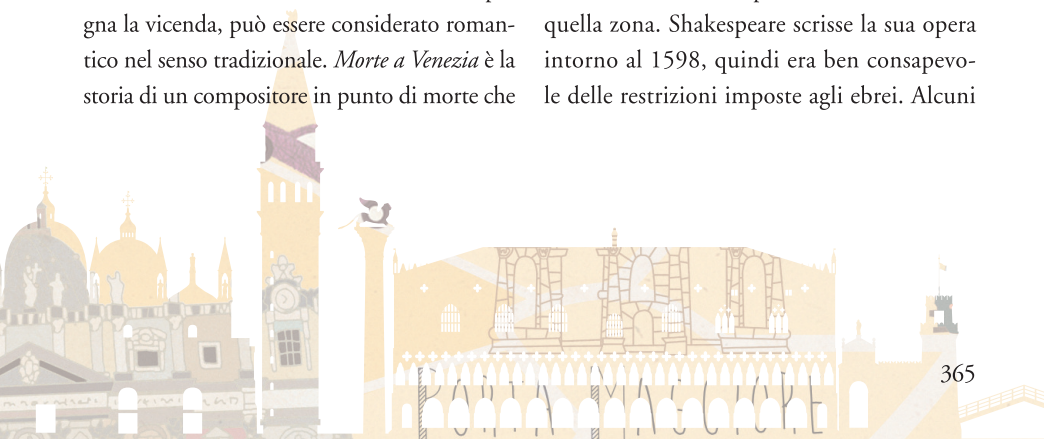 gna la vicenda, può essere considerato roman-
tico nel senso tradizionale. Morte a Venezia è la
storia di un compositore in punto di morte che
quella zona. Shakespeare scrisse la sua opera
intorno al 1598, quindi era ben consapevo-
le delle restrizioni imposte agli ebrei. Alcuni
PORTA MAGGIORE
365